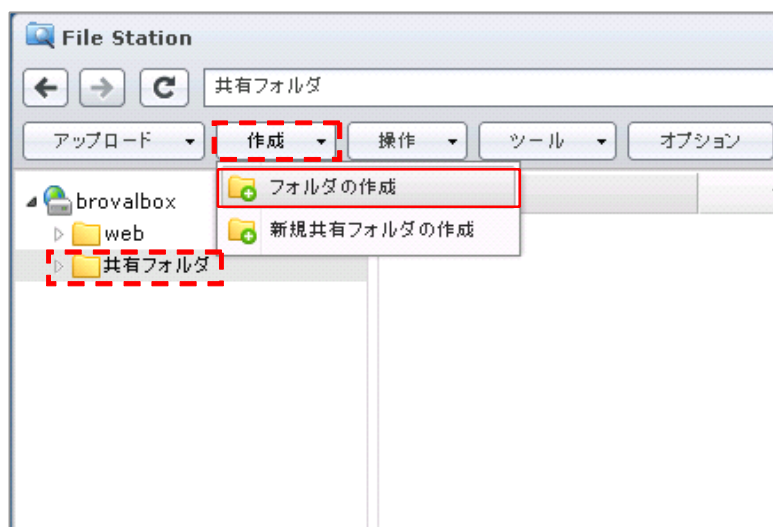 File Station
共有フォルダ
アップロード 作成 操作 ツール オプション
フォルダの作成
新規共有フォルダの作成
brovalbox
web
共有フォルダ